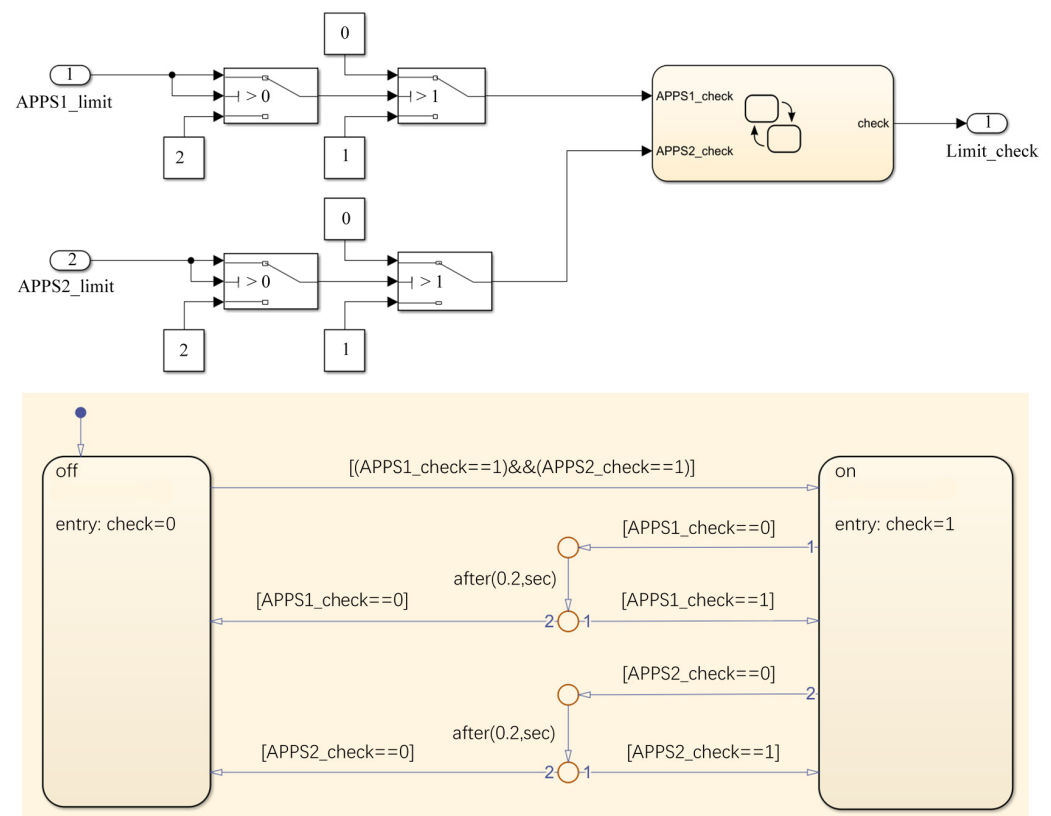 0
1
APPS1_limit
> 0
> 1
2
1
APPS1_check
APPS2_check
check
1
Limit_check
0
2
APPS2_limit
> 0
> 1
2
1
off
entry: check=0
[(APPS1_check==1)&&(APPS2_check==1)]
on
entry: check=1
[APPS1_check==0]
1
after(0.2,sec)
[APPS1_check==0]
[APPS1_check==1]
2
1
[APPS2_check==0]
2
after(0.2,sec)
[APPS2_check==0]
[APPS2_check==1]
2
1